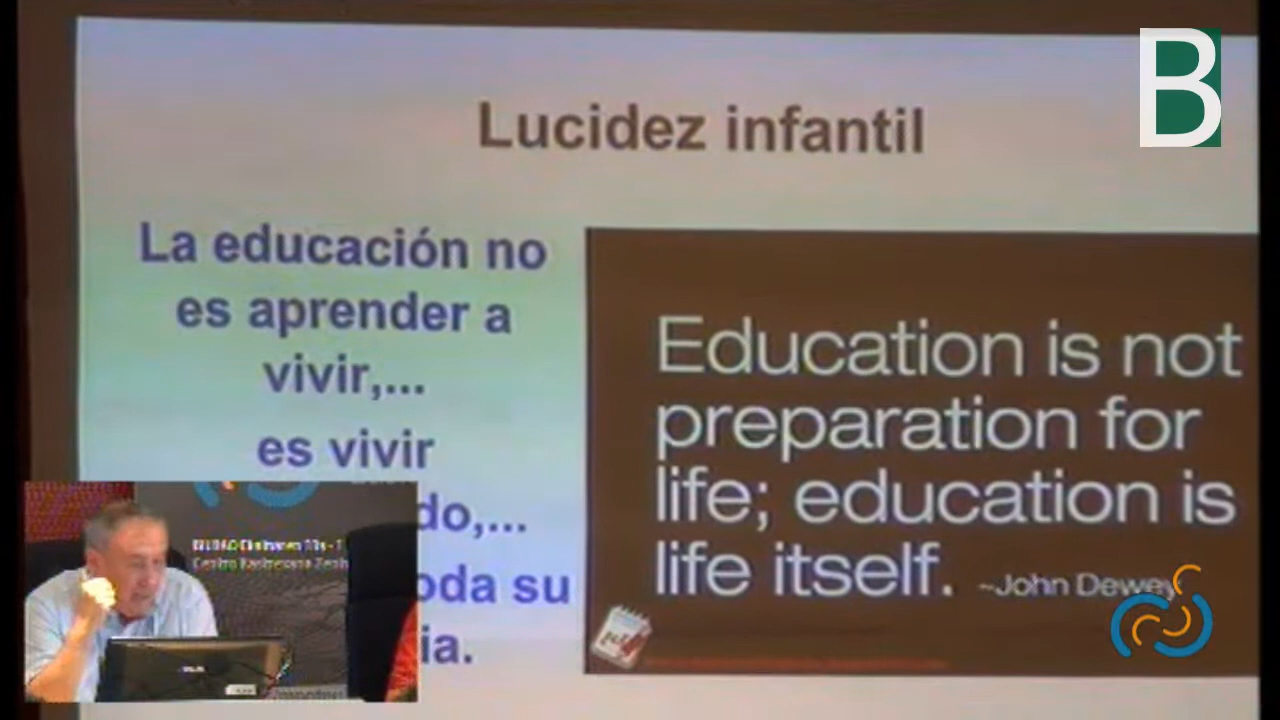 B
Lucidez infantil
La educación no
es aprender a
vivir,...
es vivir
do,...
oda su
ia.
Education is not
preparation for
life; education is
life itself.
~John Dewey